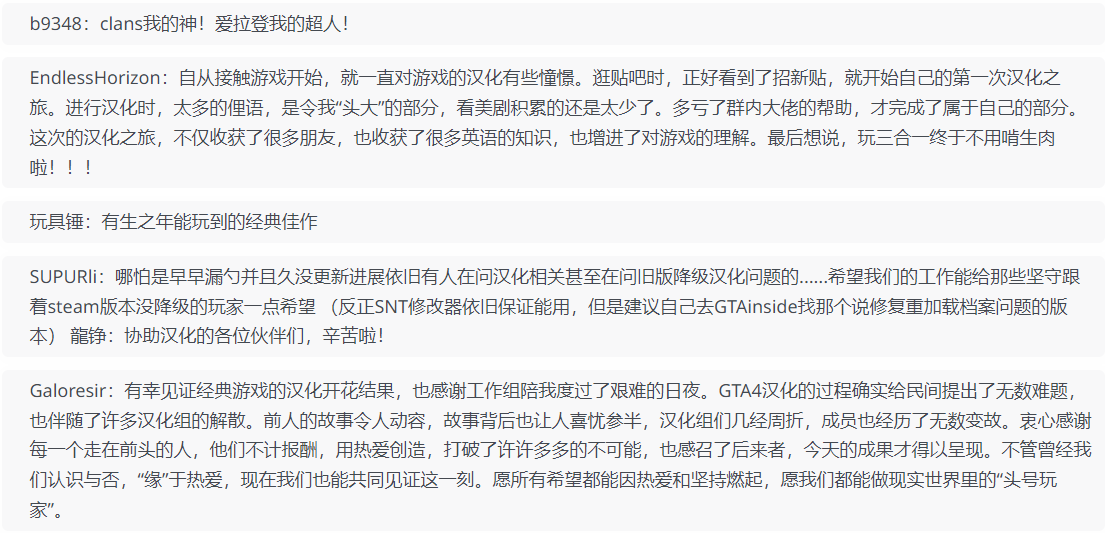 b9348：clans我的神！爱拉登我的超人！
EndlessHorizon：自从接触游戏开始，就一直对游戏的汉化有些憧憬。逛贴吧时，正好看到了招新贴，就开始自己的第一次汉化之
旅。进行汉化时，太多的俚语，是令我“头大”的部分，看美剧积累的还是太少了。多亏了群内大佬的帮助，才完成了属于自己的部分。
这次的汉化之旅，不仅收获了很多朋友，也收获了很多英语的知识，也增进了对游戏的理解。最后想说，玩三合一终于不用啃生肉
啦！！！
玩具锤：有生之年能玩到的经典佳作
SUPURli：哪怕是早早漏勺并且久没更新进展依旧有人在问汉化相关甚至在问旧版降级汉化问题的......希望我们的工作能给那些坚守跟
着steam版本没降级的玩家一点希望 （反正SNT修改器依旧保证能用，但是建议自己去GTAinside找那个说修复重加载档案问题的版
本） 龍铮：协助汉化的各位伙伴们，辛苦啦！
Galoresir：有幸见证经典游戏的汉化开花结果，也感谢工作组陪我度过了艰难的日夜。GTA4汉化的过程确实给民间提出了无数难题，
也伴随了许多汉化组的解散。前人的故事令人动容，故事背后也让人喜忧参半，汉化组们几经周折，成员也经历了无数变故。衷心感谢
每一个走在前头的人，他们不计报酬，用热爱创造，打破了许许多多的不可能，也感召了后来者，今天的成果才得以呈现。不管曾经我
们认识与否，“缘”于热爱，现在我们也能共同见证这一刻。愿所有希望都能因热爱和坚持燃起，愿我们都能做现实世界里的“头号玩
家”。